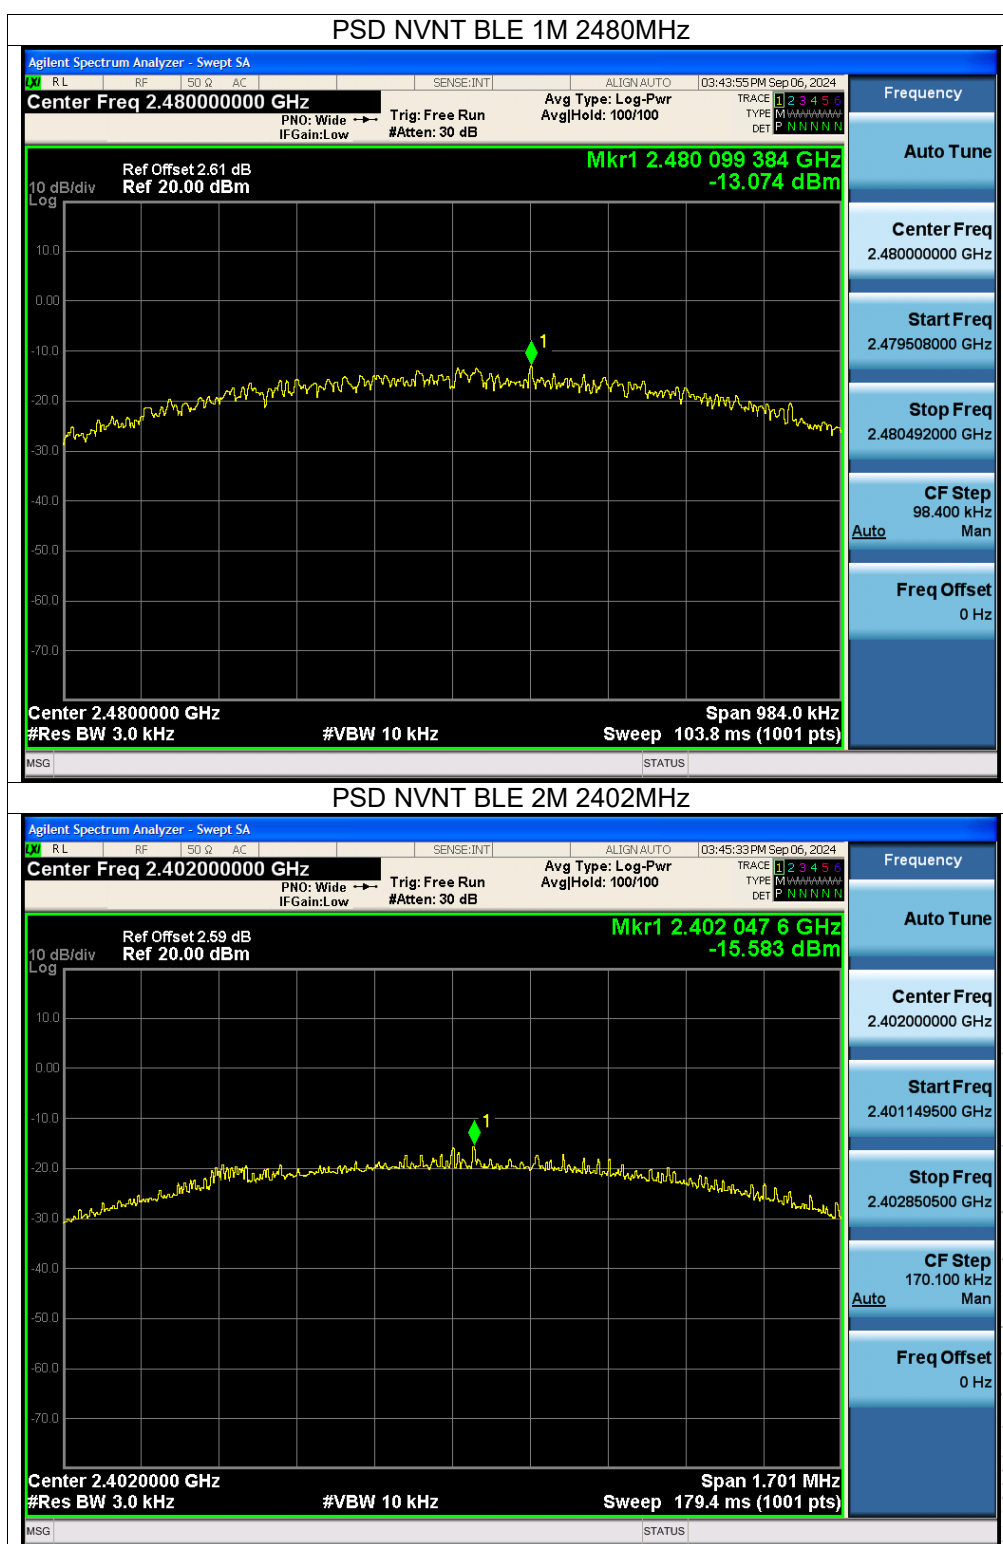 PSD NVNT BLE 1M 2480MHz
Agilent Spectrum Analyzer - Swept SA
LXI RL RF 50 Ω AC SENSE:INT ALIGN AUTO 03:43:55 PM Sep 06, 2024
Center Freq 2.480000000 GHz
PNO: Wide
IFGain:Low
Trig: Free Run
#Atten: 30 dB
Avg Type: Log-Pwr
Avg|Hold: 100/100
TRACE 1 2 3 4 5 6
TYPE M W W W W W
DET P N N N N N
Frequency
Mkr1 2.480 099 384 GHz
-13.074 dBm
Ref Offset 2.61 dB
10 dB/div Ref 20.00 dBm
Log
10.0
0.00
-10.0
-20.0
-30.0
-40.0
-50.0
-60.0
-70.0
1
Center 2.4800000 GHz Span 984.0 kHz
#Res BW 3.0 kHz #VBW 10 kHz Sweep 103.8 ms (1001 pts)
MSG STATUS
Auto Tune
Center Freq
2.480000000 GHz
Start Freq
2.479508000 GHz
Stop Freq
2.480492000 GHz
CF Step
98.400 kHz
Auto Man
Freq Offset
0 Hz
PSD NVNT BLE 2M 2402MHz
Agilent Spectrum Analyzer - Swept SA
LXI RL RF 50 Ω AC SENSE:INT ALIGN AUTO 03:45:33 PM Sep 06, 2024
Center Freq 2.402000000 GHz
PNO: Wide
IFGain:Low
Trig: Free Run
#Atten: 30 dB
Avg Type: Log-Pwr
Avg|Hold: 100/100
TRACE 1 2 3 4 5 6
TYPE M W W W W W
DET P N N N N N
Frequency
Mkr1 2.402 047 6 GHz
-15.583 dBm
Ref Offset 2.59 dB
10 dB/div Ref 20.00 dBm
Log
10.0
0.00
-10.0
-20.0
-30.0
-40.0
-50.0
-60.0
-70.0
1
Center 2.4020000 GHz Span 1.701 MHz
#Res BW 3.0 kHz #VBW 10 kHz Sweep 179.4 ms (1001 pts)
MSG STATUS
Auto Tune
Center Freq
2.402000000 GHz
Start Freq
2.401149500 GHz
Stop Freq
2.402850500 GHz
CF Step
170.100 kHz
Auto Man
Freq Offset
0 Hz